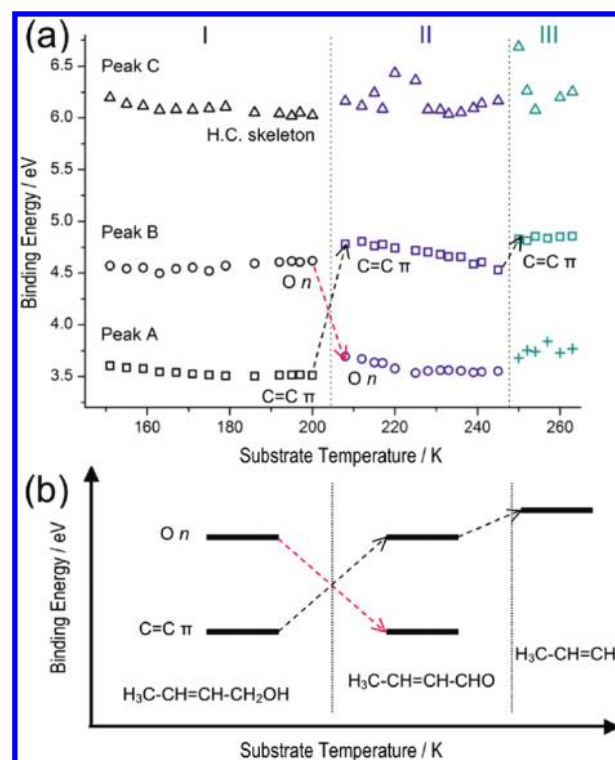 (a)
I II III
6.5
6.0
5.5
5.0
4.5
4.0
3.5
Binding Energy / eV
Peak C
H.C. skeleton
Peak B
O n
C=C π
C=C π
Peak A
C=C π
O n
160 180 200 220 240 260
Substrate Temperature / K
(b)
Binding Energy / eV
O n
C=C π
H₃C-CH=CH-CH₂OH
H₃C-CH=CH-CHO
H₃C-CH=CH
Substrate Temperature / K